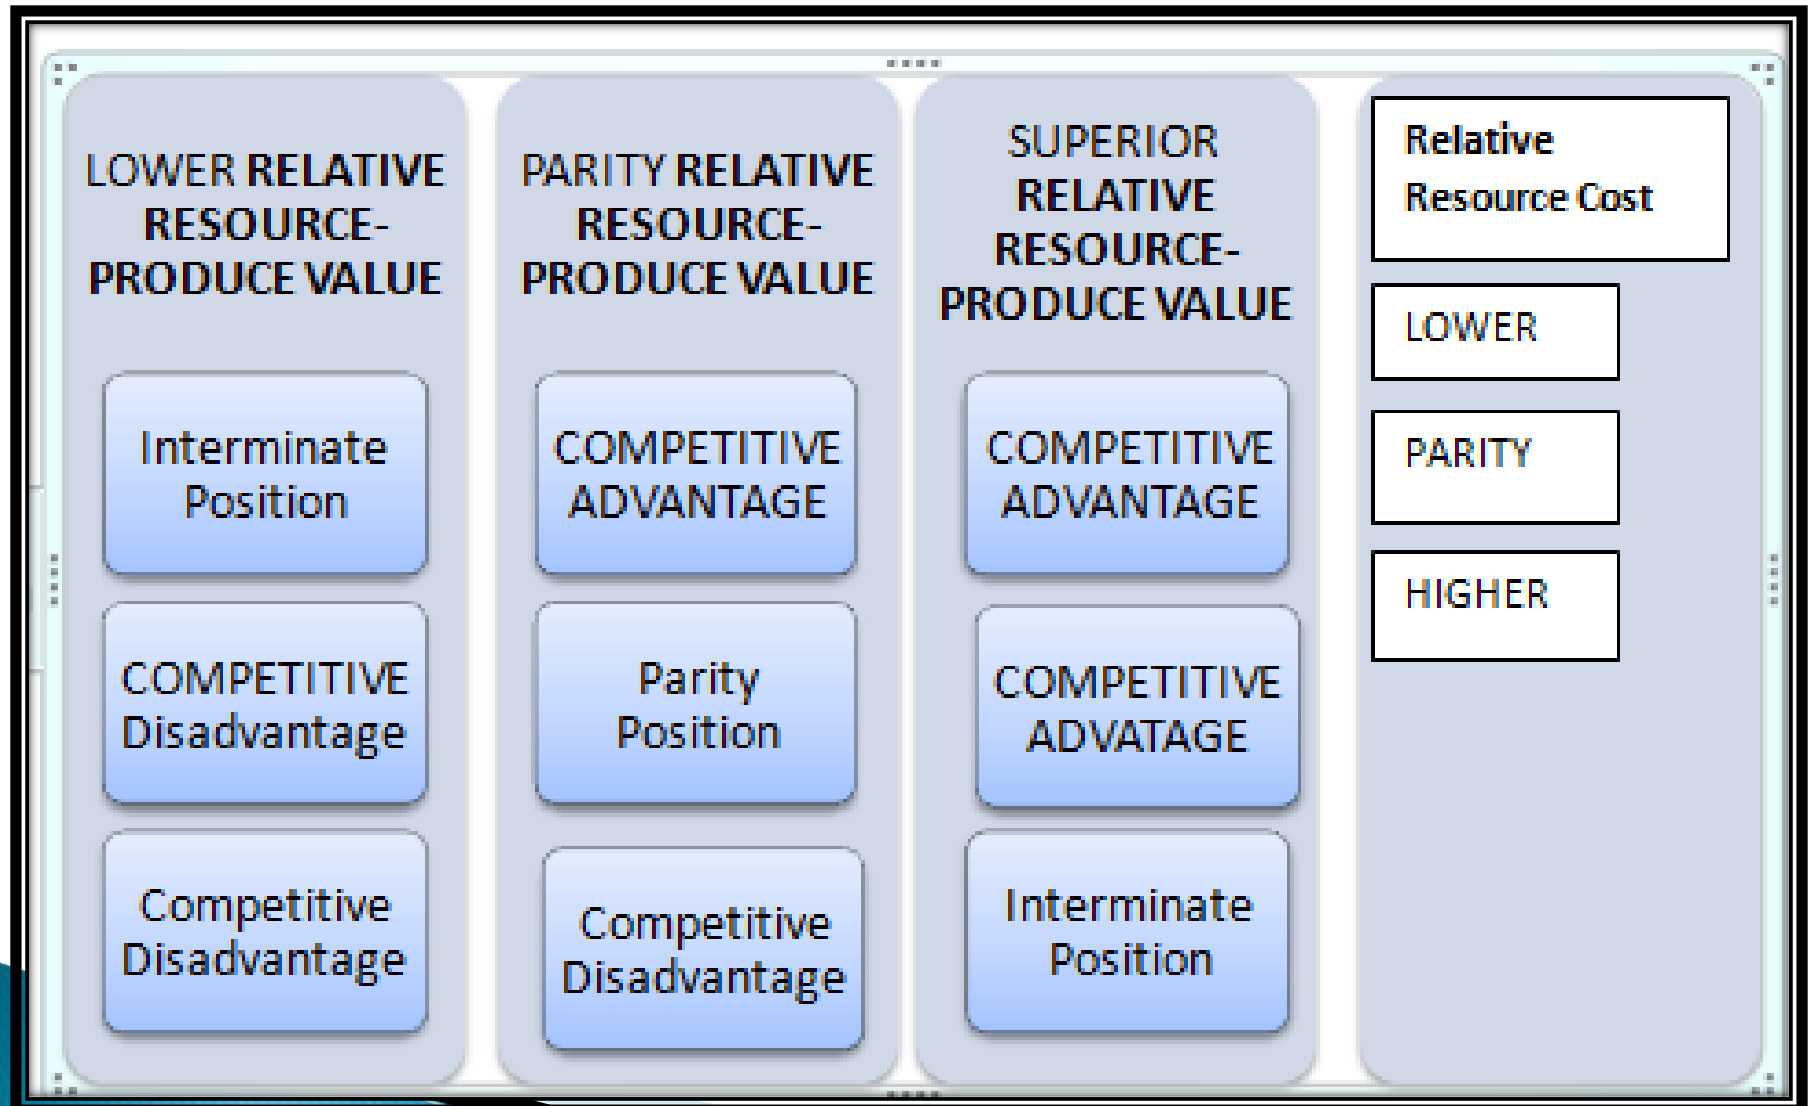 LOWER RELATIVE
RESOURCE-
PRODUCE VALUE
Interminate
Position
COMPETITIVE
Disadvantage
Competitive
Disadvantage
PARITY RELATIVE
RESOURCE-
PRODUCE VALUE
COMPETITIVE
ADVANTAGE
Parity
Position
Competitive
Disadvantage
SUPERIOR
RELATIVE
RESOURCE-
PRODUCE VALUE
COMPETITIVE
ADVANTAGE
COMPETITIVE
ADVATAGE
Interminate
Position
Relative
Resource Cost
LOWER
PARITY
HIGHER